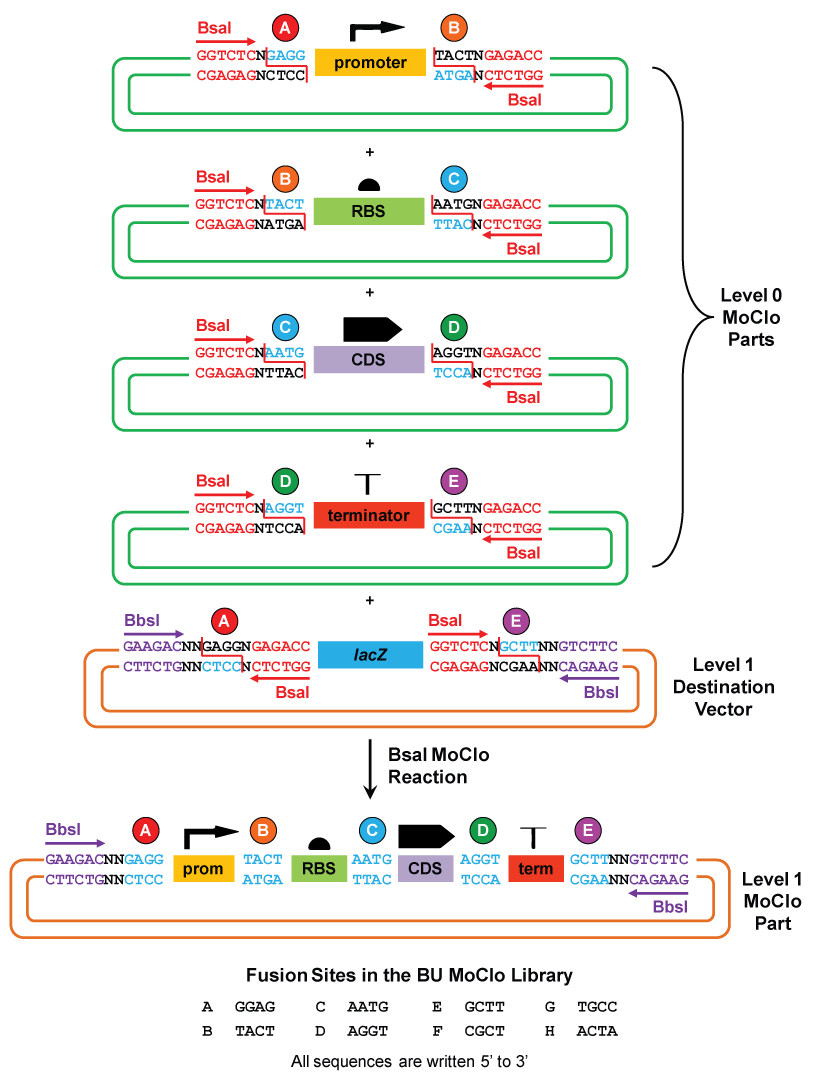 A B
BsaI
GGTCTCNGAGG TACTNGAGACC
promoter
CGAGAGNCTCC ATGANCTCTGG
BsaI
+
B C
BsaI
GGTCTCNTACT AATGNGAGACC
RBS
CGAGAGNATGA TTACNCTCTGG
BsaI
+
C D
BsaI
GGTCTCNAATG AGGTNGAGACC
CDS
CGAGAGNTTAC TCCANCTCTGG
BsaI
+
D E
BsaI
GGTCTCNAGGT GCTTNGAGACC
terminator
CGAGAGNTCCA CGAANCTCTGG
BsaI
Level 0
MoClo
Parts
+
A E
BbsI BsaI
GAAGACNNGAGGNGAGACC GGTCTCNGCTTNNGTCTTC
lacZ
CTTCTGNNCTCCNCTCTGG CGAGAGNCGAANNCAGAAG
BsaI BbsI
Level 1
Destination
Vector
BsaI MoClo
Reaction
BbsI A B C D E
GAAGACNNGAGG TACT AATG AGGT GCTTNNGTCTTC
prom RBS CDS term
CTTCTGNNCTCC ATGA TTAC TCCA CGAANNCAGAAG
BbsI
Level 1
MoClo
Part
Fusion Sites in the BU MoClo Library
A GGAG C AATG E GCTT G TGCC
B TACT D AGGT F CGCT H ACTA
All sequences are written 5’ to 3’